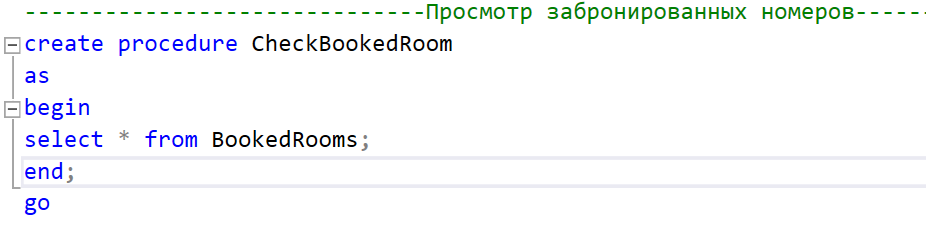 ------------------------------Просмотр забронированных номеров------
create procedure CheckBookedRoom
as
begin
select * from BookedRooms;
end;
go